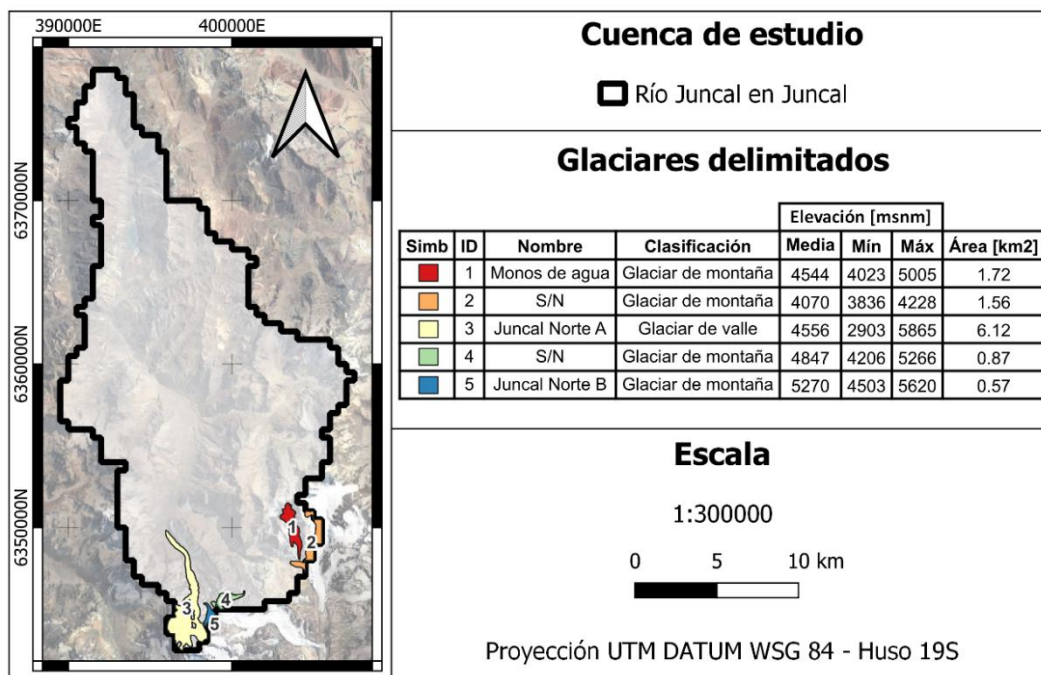 390000E 400000E
6370000N
6360000N
6350000N
1
2
3
4
5
Cuenca de estudio
Río Juncal en Juncal
Glaciares delimitados
Elevación [msnm]
Simb ID Nombre Clasificación Media Mín Máx Área [km2]
1 Monos de agua Glaciar de montaña 4544 4023 5005 1.72
2 S/N Glaciar de montaña 4070 3836 4228 1.56
3 Juncal Norte A Glaciar de valle 4556 2903 5865 6.12
4 S/N Glaciar de montaña 4847 4206 5266 0.87
5 Juncal Norte B Glaciar de montaña 5270 4503 5620 0.57
Escala
1:300000
0 5 10 km
Proyección UTM DATUM WSG 84 - Huso 19S